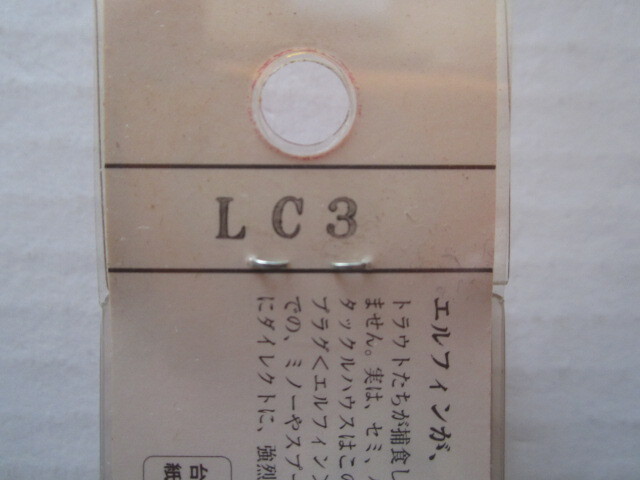 LC3
エルフィンが、
トラウトたちが捕食し
ません。実は、セミ、
タックルハウスはこの
プラグ<エルフィン
での、ミノーやスプー
にダイレクトに、強烈
台
紙